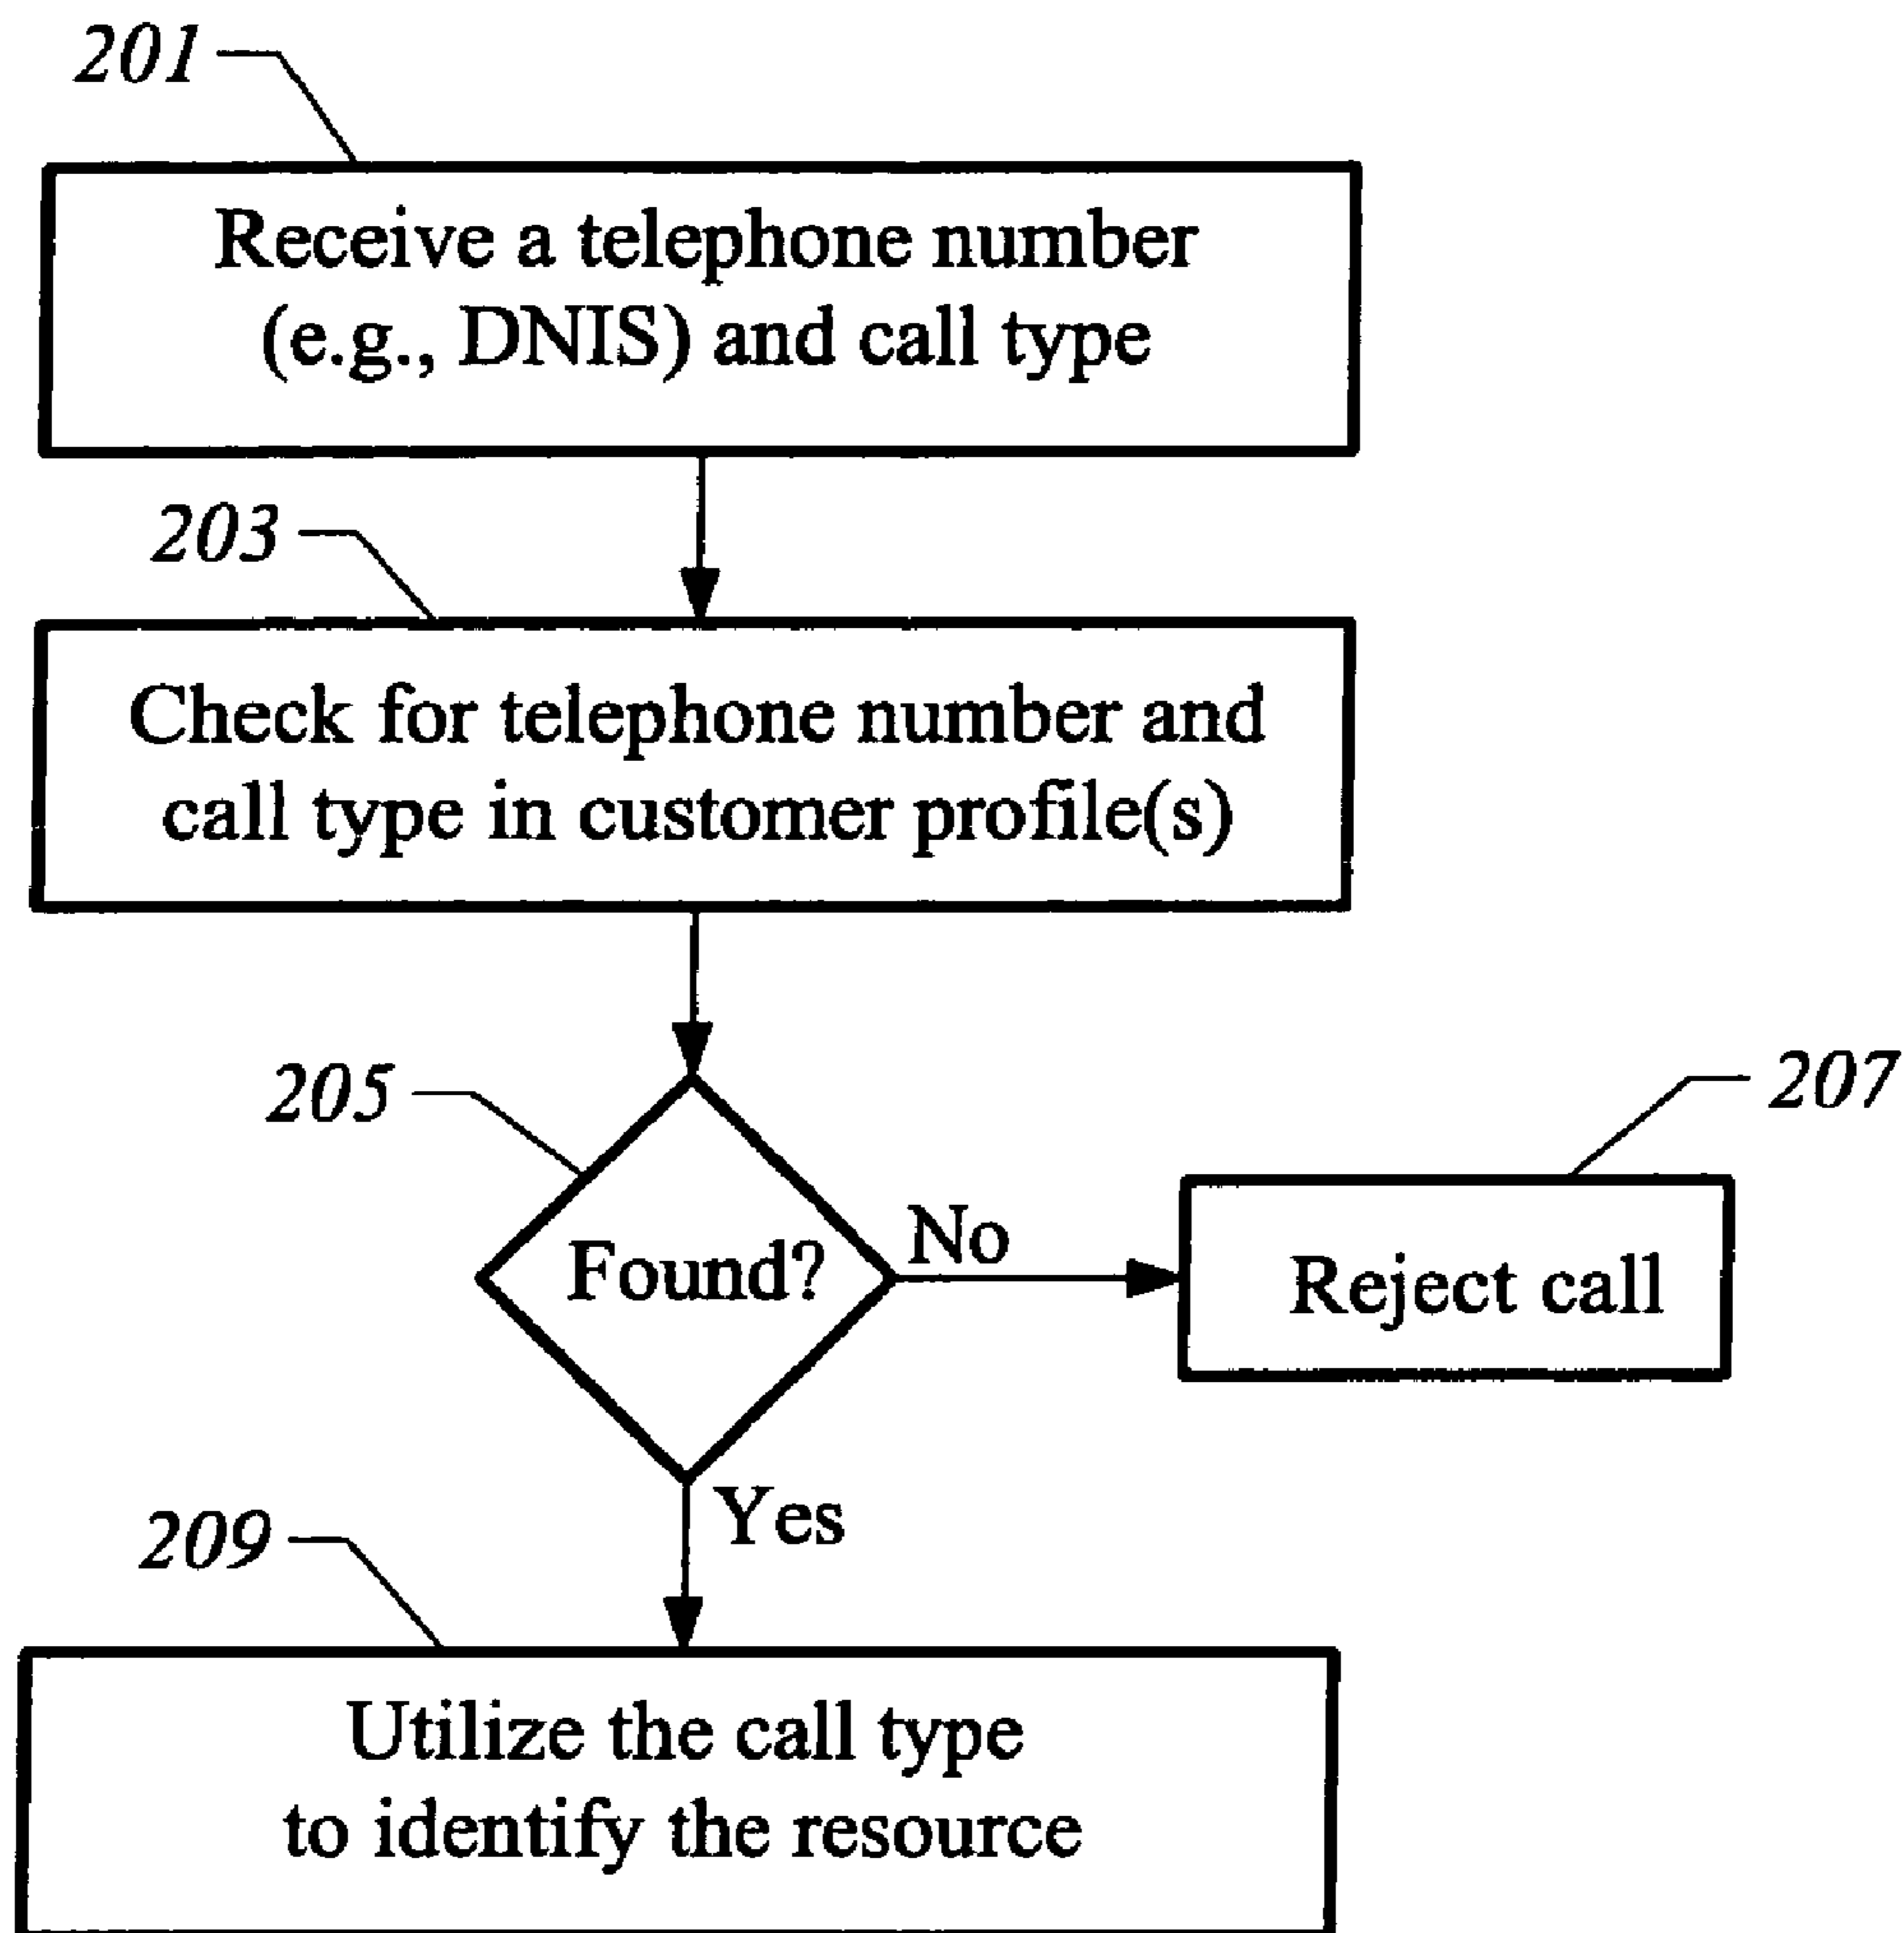 201
Receive a telephone number
(e.g., DNIS) and call type
203
Check for telephone number and
call type in customer profile(s)
205
207
Found?
No
Reject call
Yes
209
Utilize the call type
to identify the resource